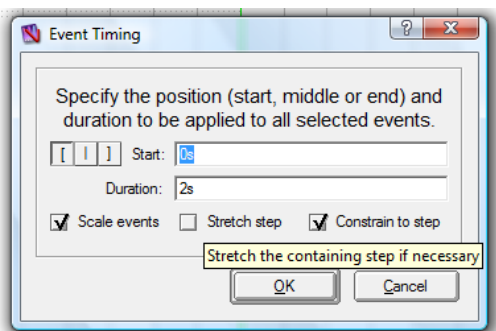 Event Timing
Specify the position (start, middle or end) and
duration to be applied to all selected events.
[ | ] Start: 0s
Duration: 2s
Scale events Stretch step Constrain to step
Stretch the containing step if necessary
OK Cancel